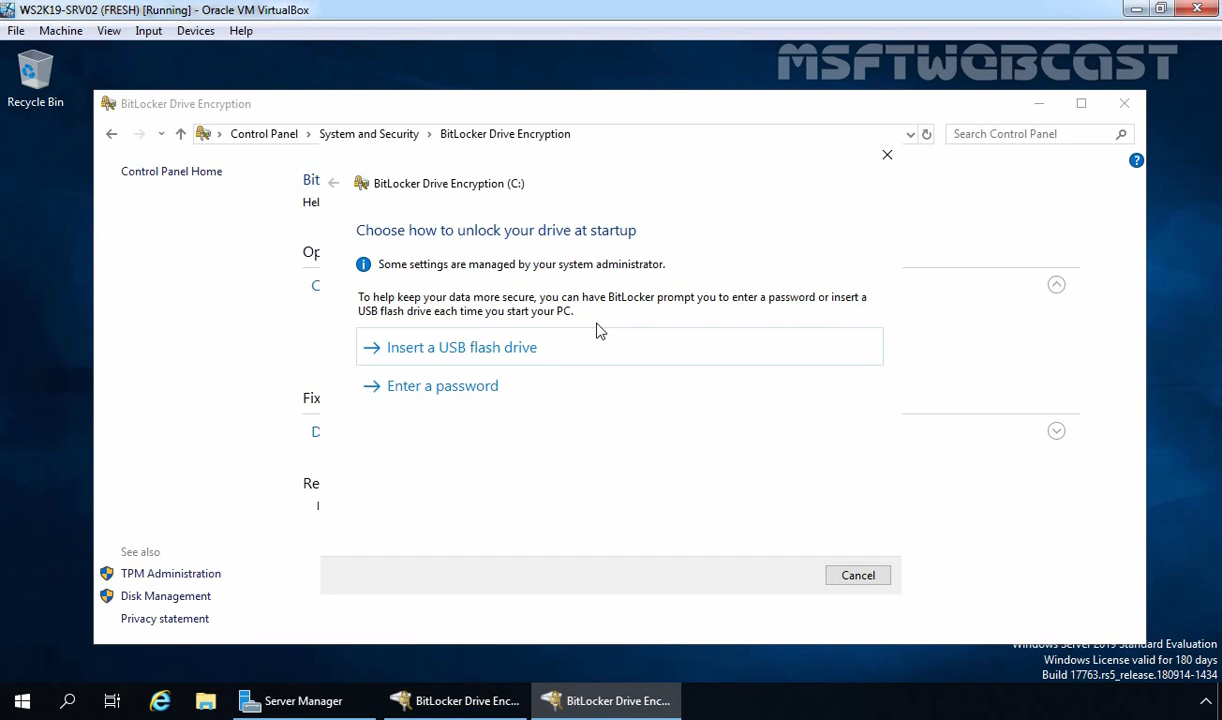 WS2K19-SRV02 (FRESH) [Running] - Oracle VM VirtualBox
File Machine View Input Devices Help
MSFTWEBCAST
Recycle Bin
BitLocker Drive Encryption
Control Panel > System and Security > BitLocker Drive Encryption
Search Control Panel
Control Panel Home
Bit
Hel
Op
C
Fix
D
Re
BitLocker Drive Encryption (C:)
Choose how to unlock your drive at startup
Some settings are managed by your system administrator.
To help keep your data more secure, you can have BitLocker prompt you to enter a password or insert a
USB flash drive each time you start your PC.
Insert a USB flash drive
Enter a password
Cancel
See also
TPM Administration
Disk Management
Privacy statement
Windows Server 2019 Standard Evaluation
Windows License valid for 180 days
Build 17763.rs5_release.180914-1434
Server Manager
BitLocker Drive Enc...
BitLocker Drive Enc...